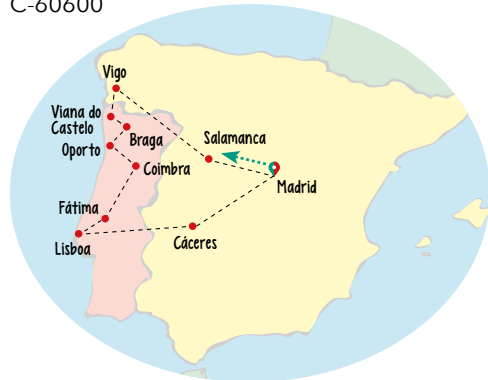 C-60600
Vigo
Viana do
Castelo
Braga
Oporto
Salamanca
Coimbra
Madrid
Fátima
Lisboa
Cáceres